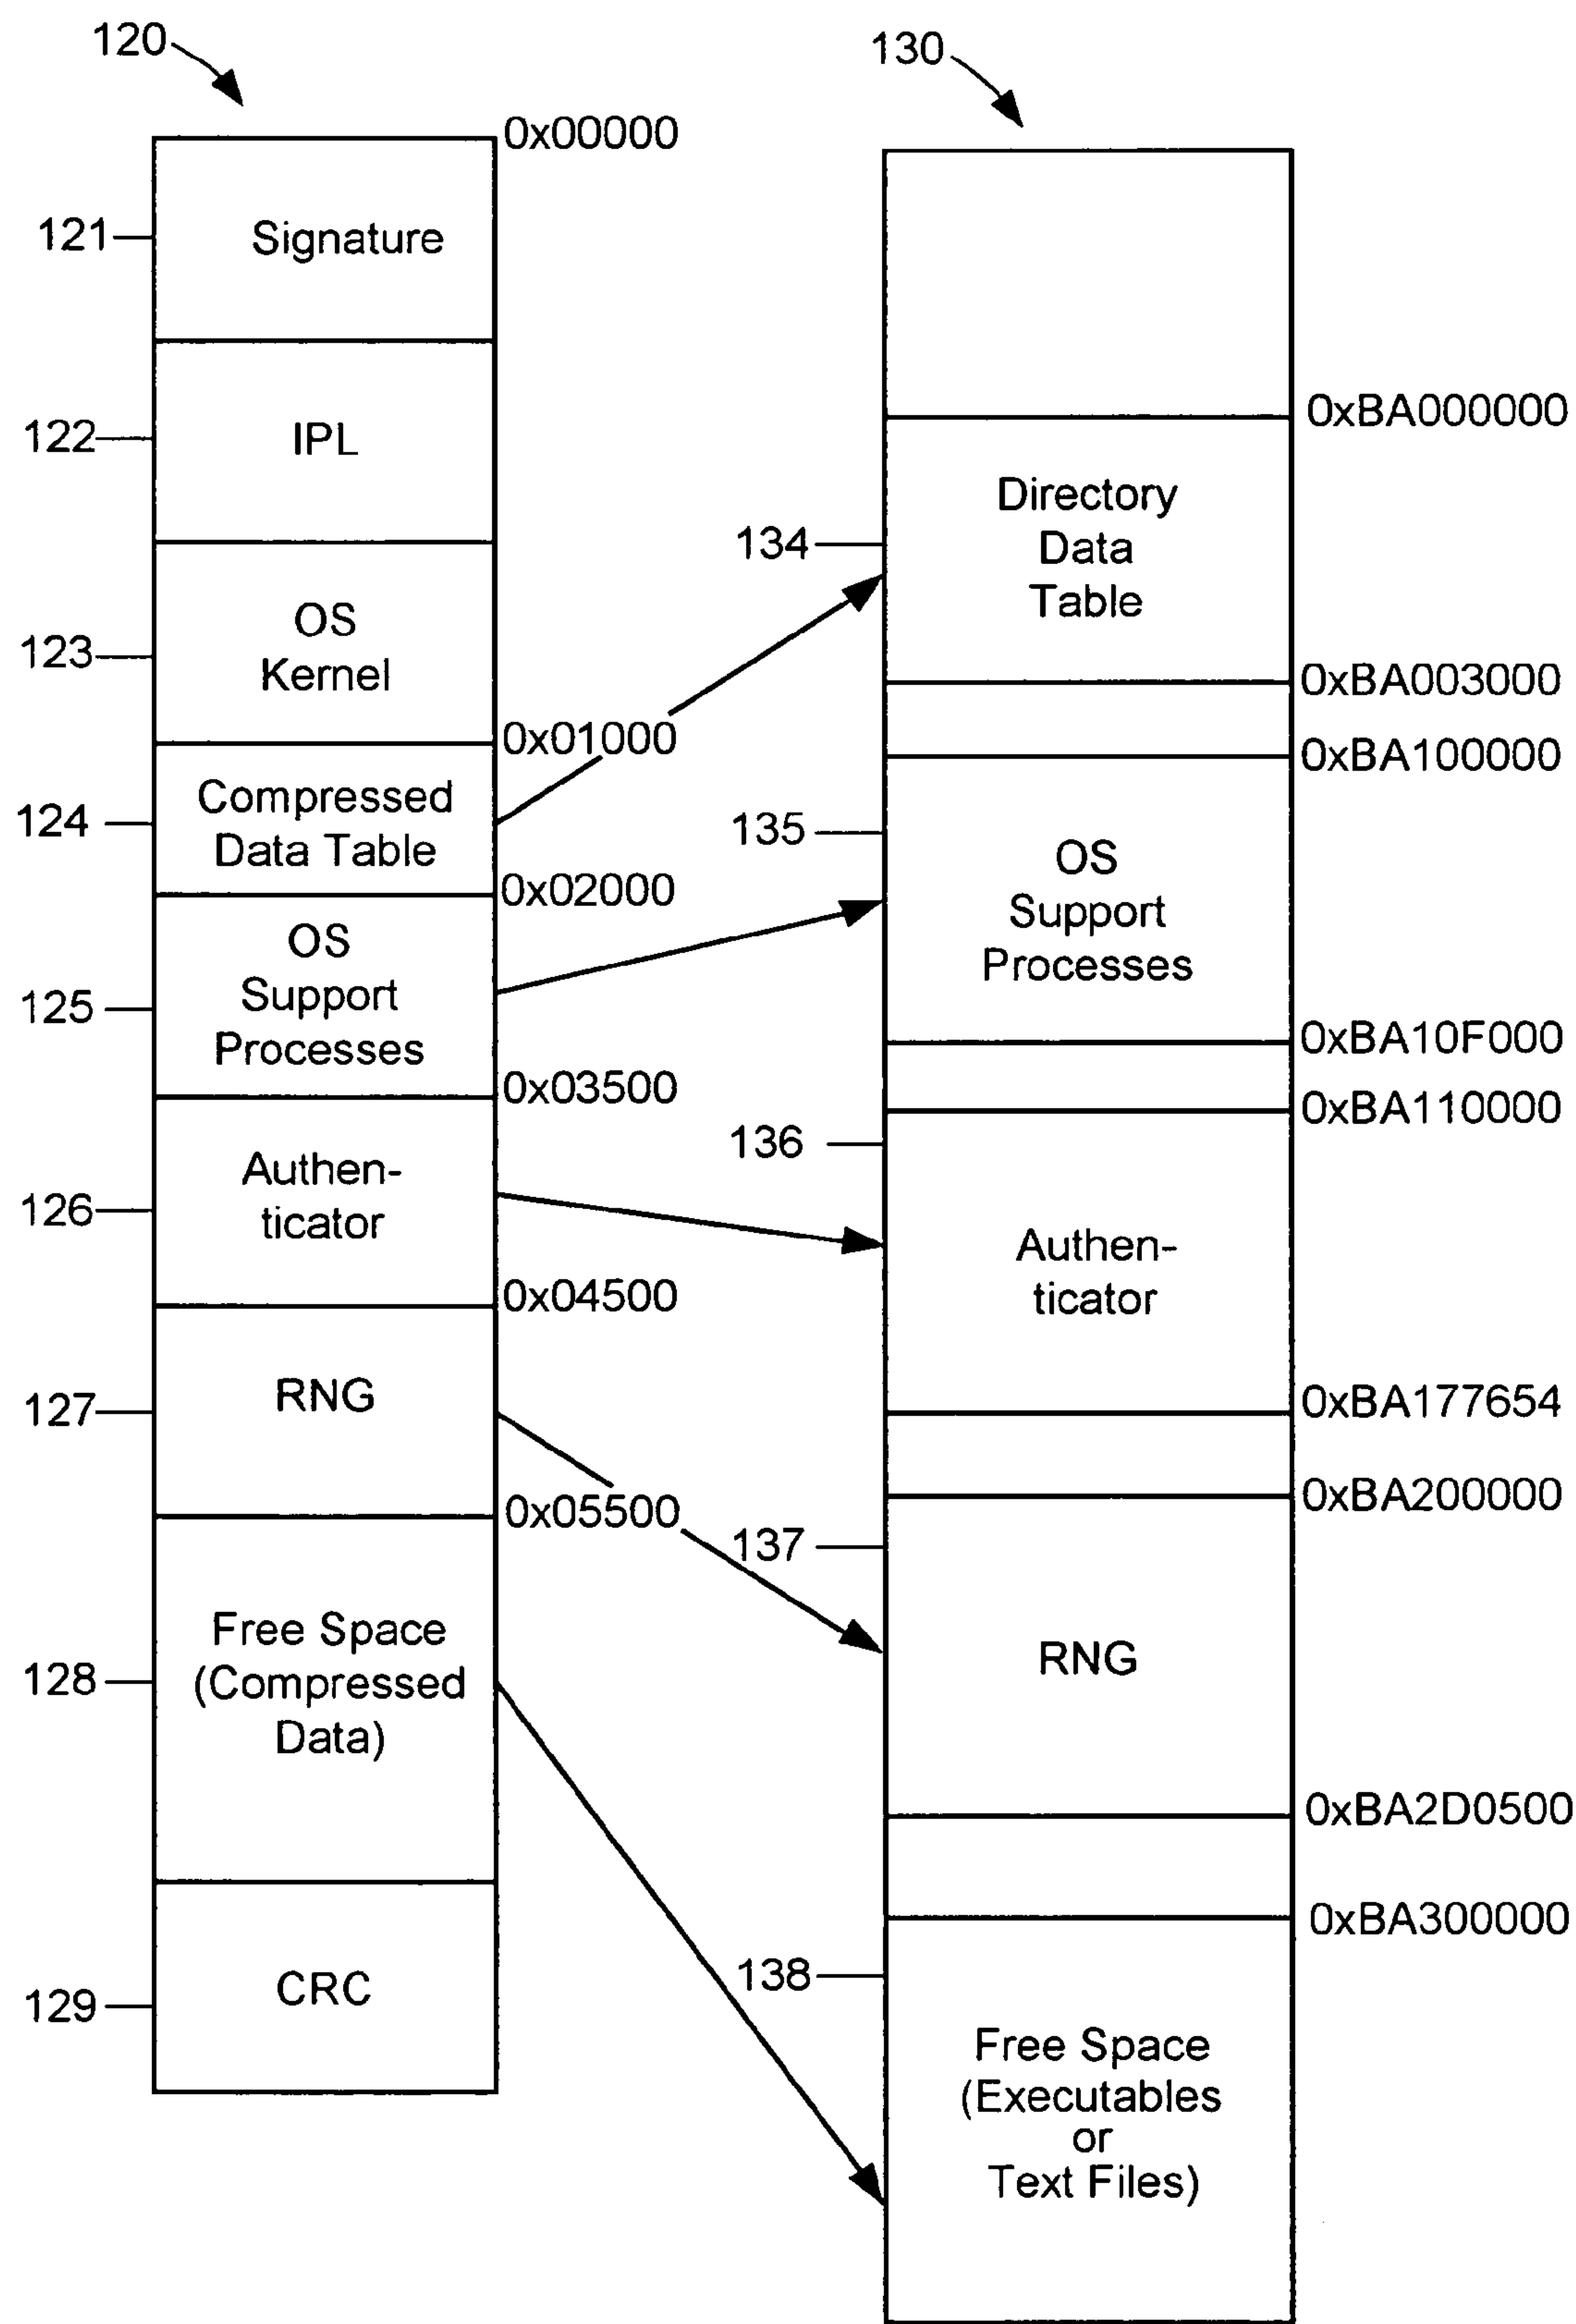 120
130
0x00000
121
Signature
122
IPL
123
OS
Kernel
0x01000
124
Compressed
Data Table
0x02000
125
OS
Support
Processes
0x03500
126
Authen-
ticator
0x04500
127
RNG
0x05500
128
Free Space
(Compressed
Data)
129
CRC
0xBA000000
134
Directory
Data
Table
0xBA003000
0xBA100000
135
OS
Support
Processes
0xBA10F000
0xBA110000
136
Authen-
ticator
0xBA177654
0xBA200000
137
RNG
0xBA2D0500
0xBA300000
138
Free Space
(Executables
or
Text Files)